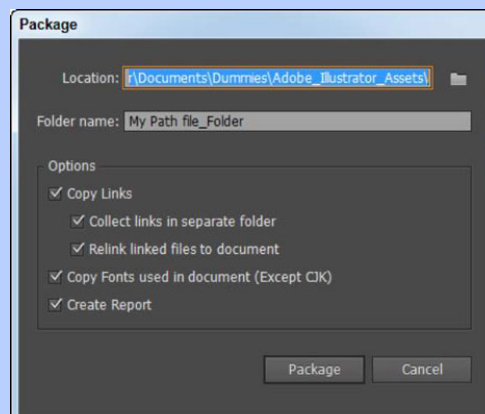 Package
Location: r\Documents\Dummies\Adobe_Illustrator_Assets\
Folder name: My Path file_Folder
Options
Copy Links
Collect links in separate folder
Relink linked files to document
Copy Fonts used in document (Except CJK)
Create Report
Package Cancel